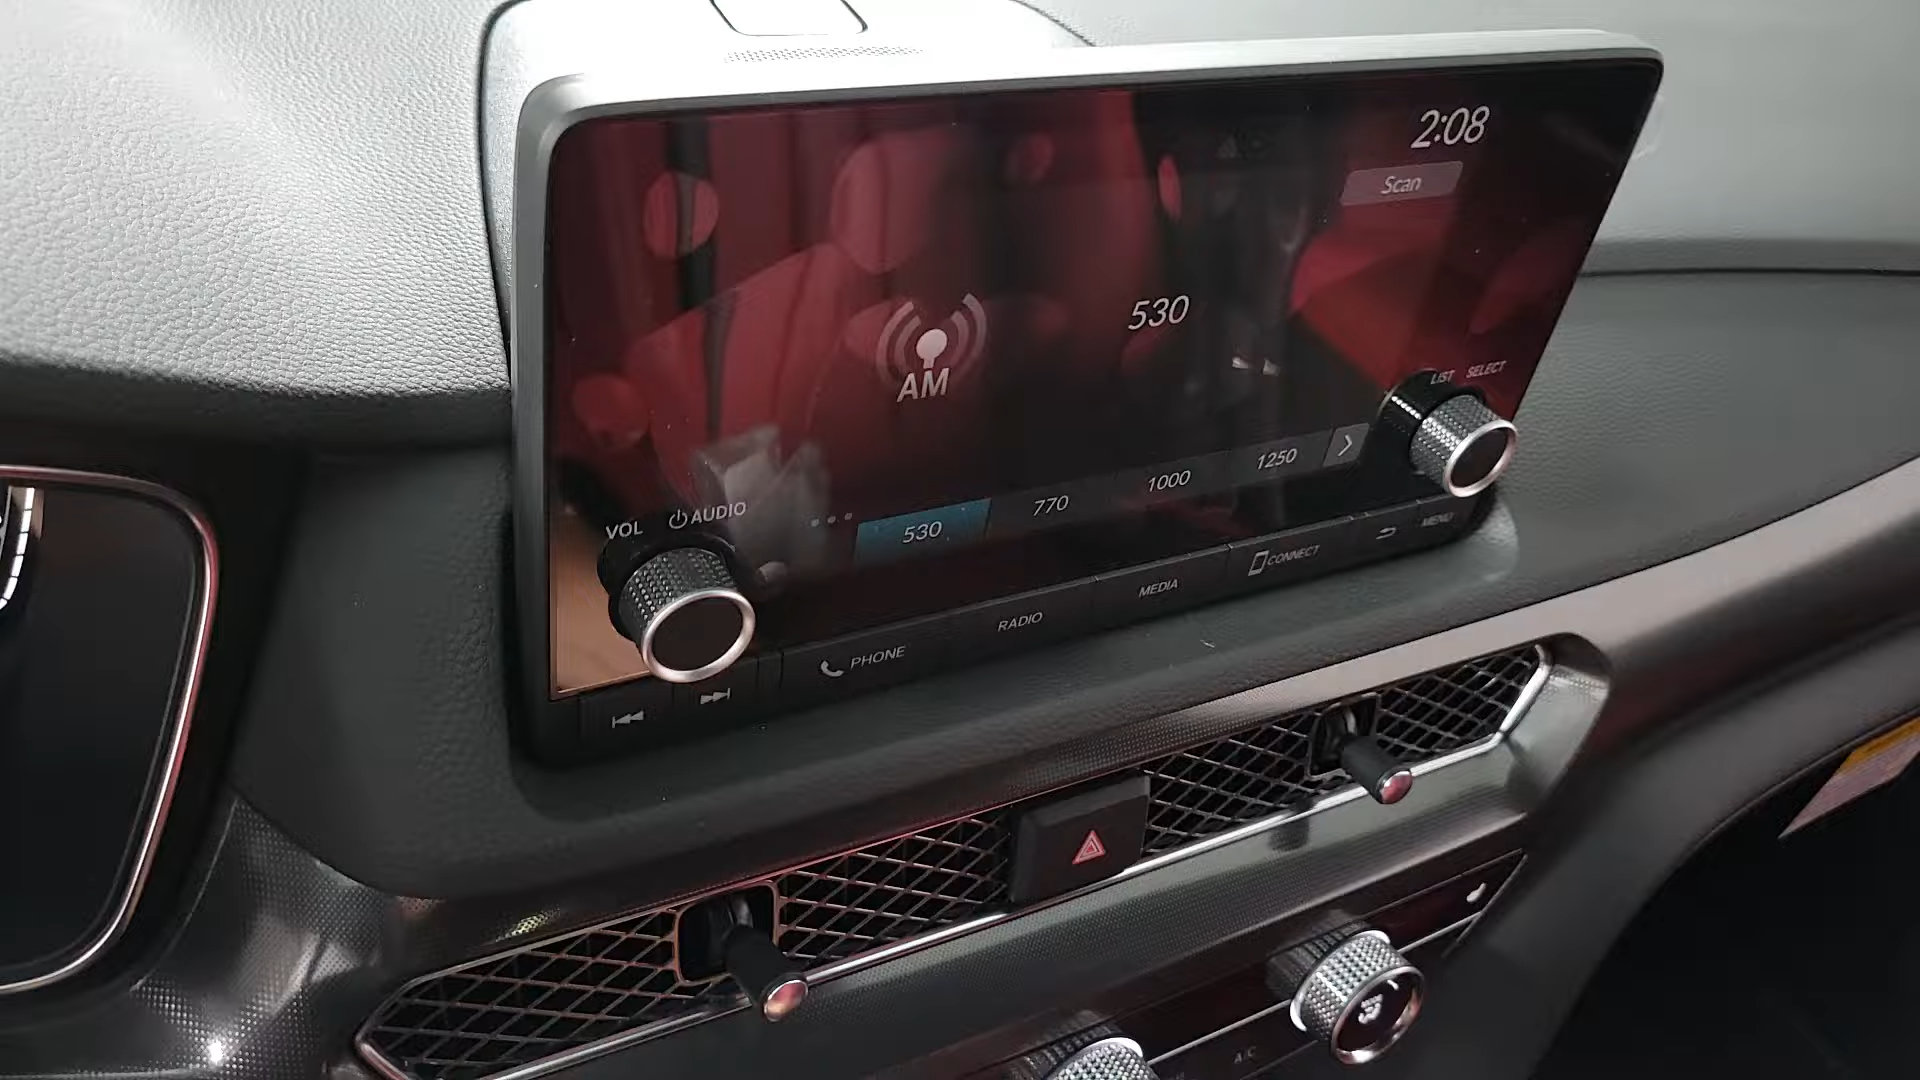 2:08
Scan
AM
530
LIST SELECT
VOL AUDIO
530 770 1000 1250
CONNECT MENU
MEDIA
RADIO
PHONE
A/C